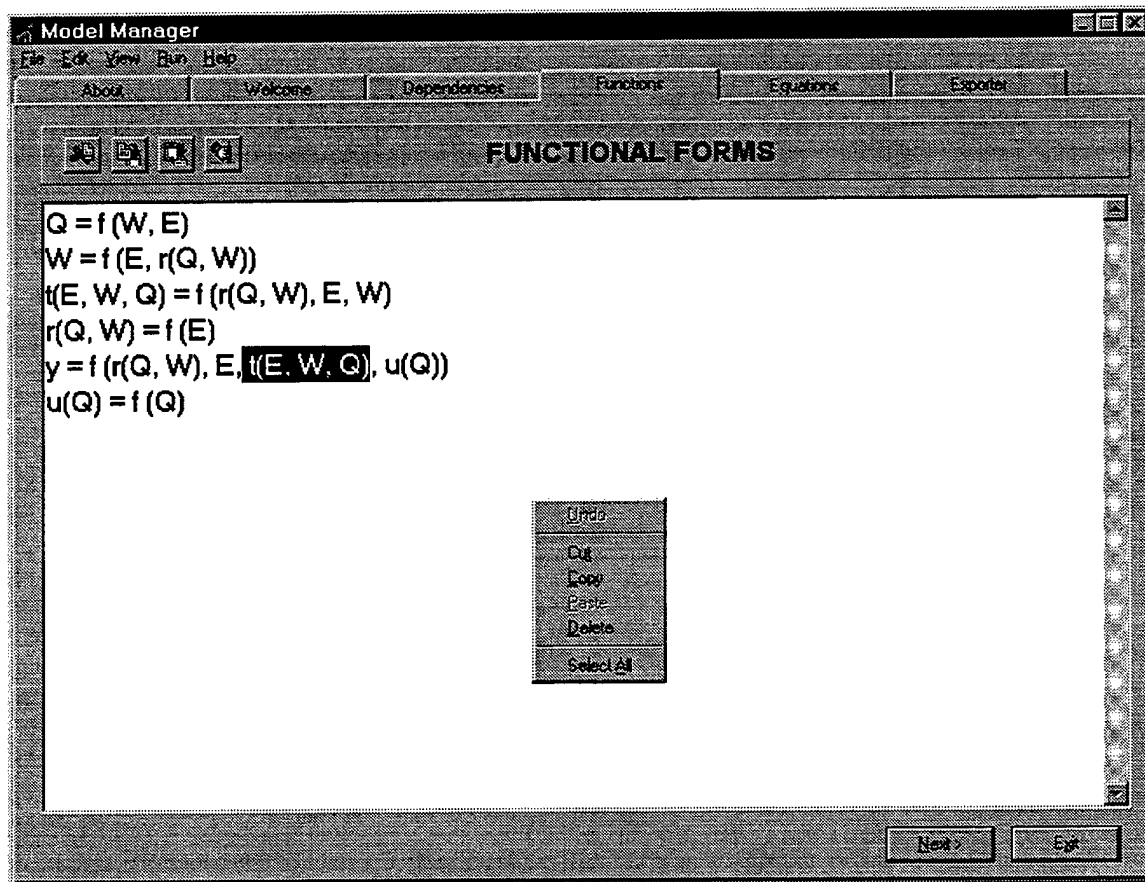 Model Manager
File Edit View Run Help
About Welcome Dependencies Functions Equations Exporter
FUNCTIONAL FORMS
Q = f (W, E)
W = f (E, r(Q, W))
t(E, W, Q) = f (r(Q, W), E, W)
r(Q, W) = f (E)
y = f (r(Q, W), E, t(E, W, Q), u(Q))
u(Q) = f (Q)
Undo
Cut
Copy
Paste
Delete
Select All
Next >
Exit